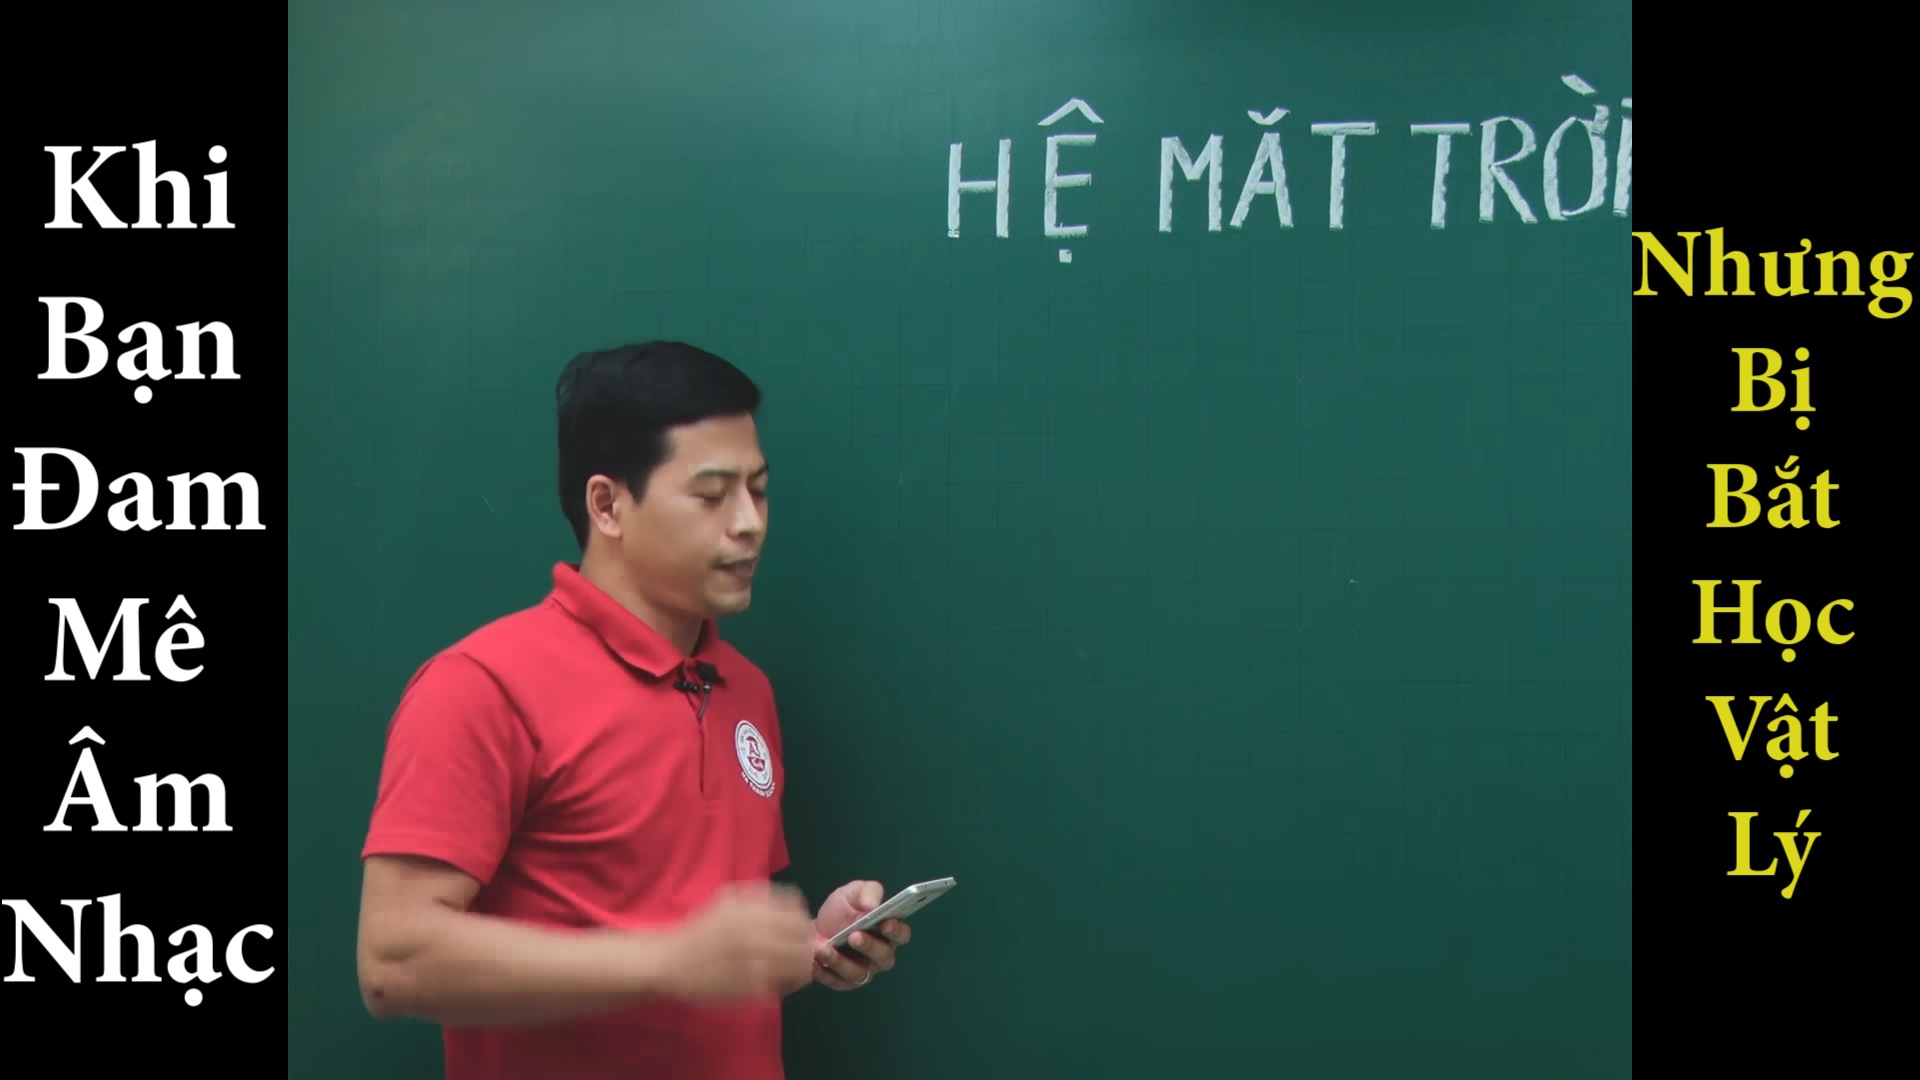 Khi
Bạn
Đam
Mê
Âm
Nhạc
HỆ MẶT TRỜI
Nhưng
Bị
Bắt
Học
Vật
Lý